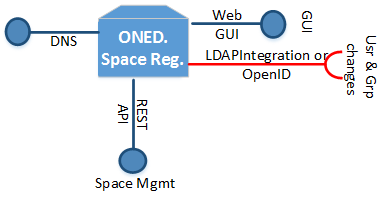 ONED.
Space Reg.
DNS
Web
GUI
GUI
LDAPIntegration or
OpenID
Usr & Grp
changes
REST
API
Space Mgmt